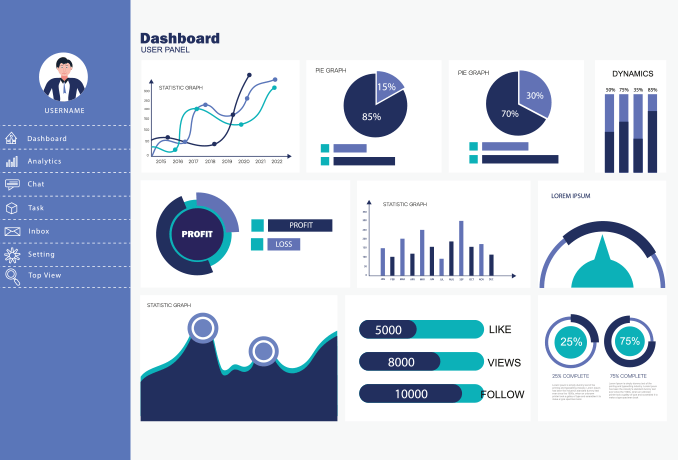 USERNAME
Dashboard
Analytics
Chat
Task
Inbox
Setting
Top View
Dashboard
USER PANEL
STATISTIC GRAPH
2015 2016 2017 2018 2019 2020 2021 2022
PIE GRAPH
15%
85%
PIE GRAPH
30%
70%
DYNAMICS
50% 75% 35% 85%
PROFIT
PROFIT
LOSS
STATISTIC GRAPH
LOREM IPSUM
STATISTIC GRAPH
5000 LIKE
8000 VIEWS
10000 FOLLOW
25%
75%
25% COMPLETE
75% COMPLETE